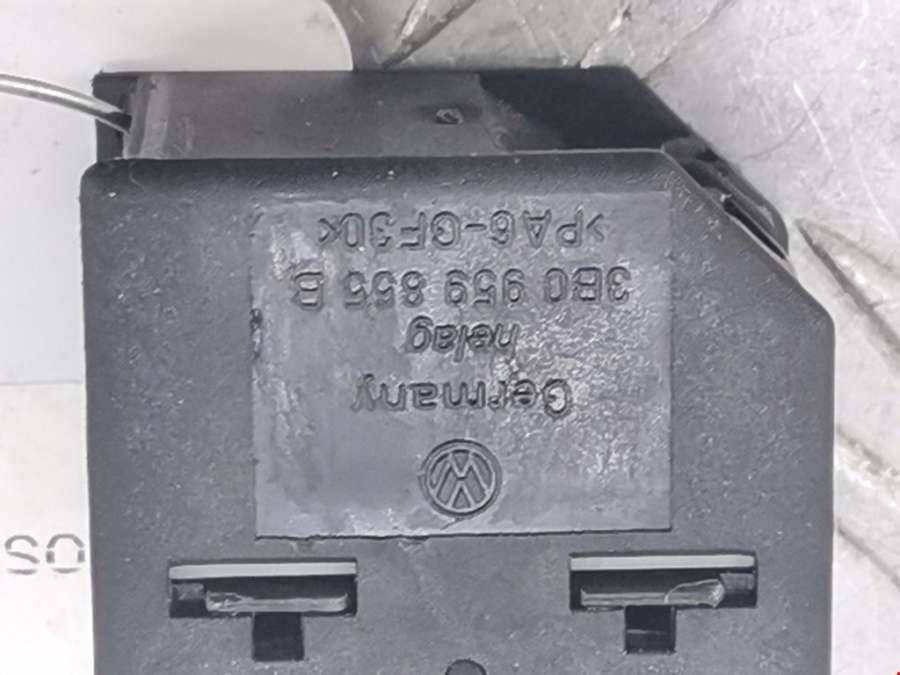 Germany
helag
3B0 959 855 B
>PA6-GF30<